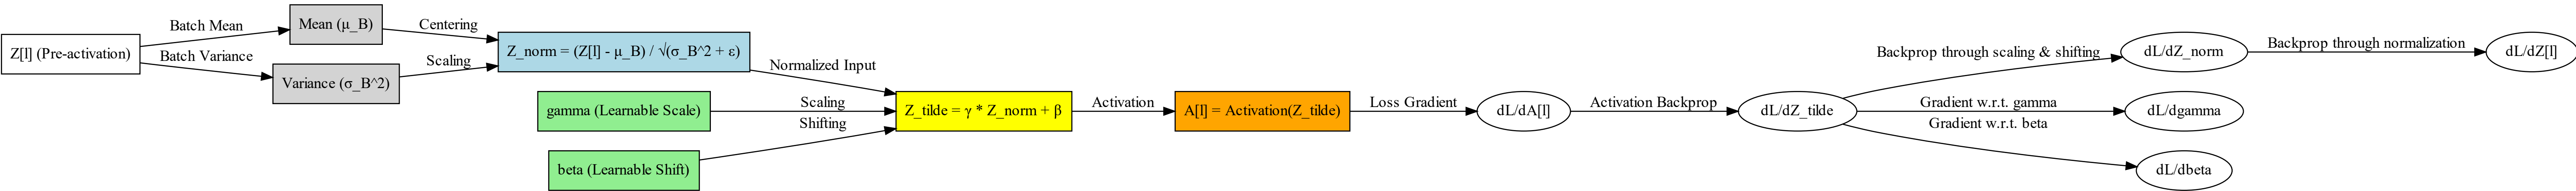 Z[l] (Pre-activation)
Batch Mean
Batch Variance
Mean (μ_B)
Variance (σ_B^2)
Centering
Scaling
Z_norm = (Z[l] - μ_B) / √(σ_B^2 + ε)
gamma (Learnable Scale)
beta (Learnable Shift)
Normalized Input
Scaling
Shifting
Z_tilde = γ * Z_norm + β
Activation
A[l] = Activation(Z_tilde)
Loss Gradient
dL/dA[l]
Activation Backprop
dL/dZ_tilde
Backprop through scaling & shifting
Gradient w.r.t. gamma
Gradient w.r.t. beta
dL/dZ_norm
dL/dgamma
dL/dbeta
Backprop through normalization
dL/dZ[l]